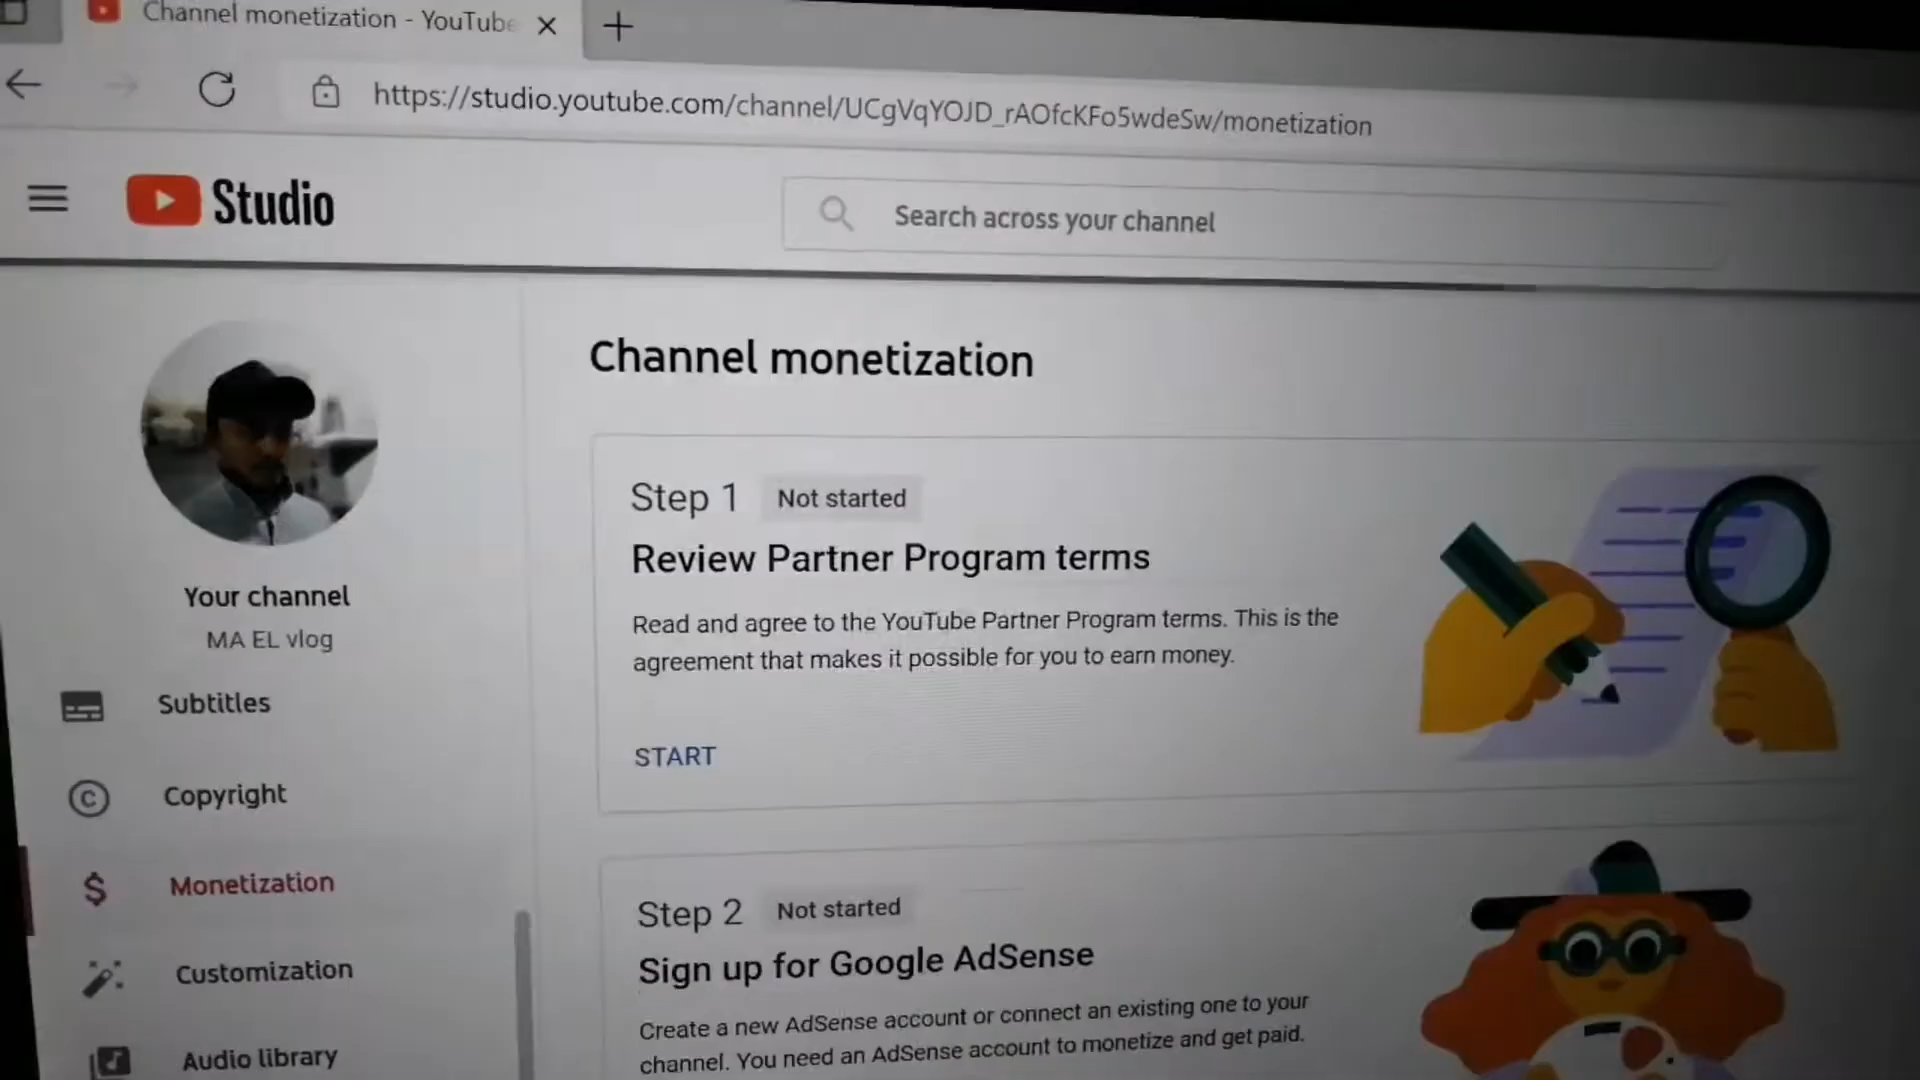 Channel monetization - YouTube
https://studio.youtube.com/channel/UCgVqYOJD_rAOfcKFo5wdeSw/monetization
Studio
Search across your channel
Your channel
MA EL vlog
Subtitles
Copyright
Monetization
Customization
Audio library
Channel monetization
Step 1 Not started
Review Partner Program terms
Read and agree to the YouTube Partner Program terms. This is the
agreement that makes it possible for you to earn money.
START
Step 2 Not started
Sign up for Google AdSense
Create a new AdSense account or connect an existing one to your
channel. You need an AdSense account to monetize and get paid.